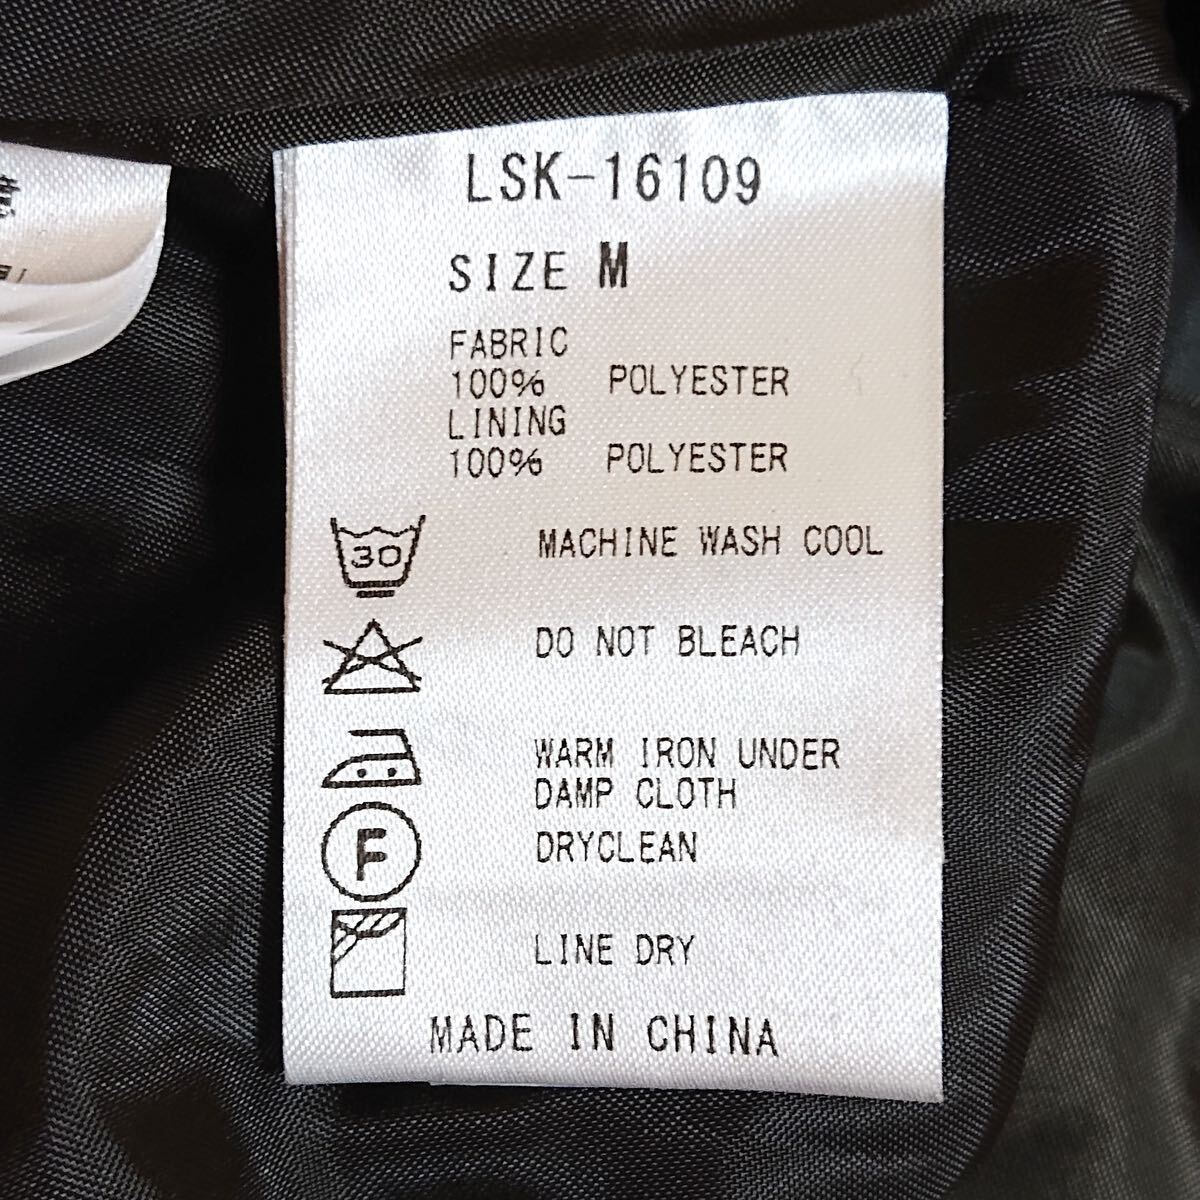 LSK-16109
SIZE M
FABRIC
100% POLYESTER
LINING
100% POLYESTER
30 MACHINE WASH COOL
DO NOT BLEACH
WARM IRON UNDER
DAMP CLOTH
F DRYCLEAN
LINE DRY
MADE IN CHINA